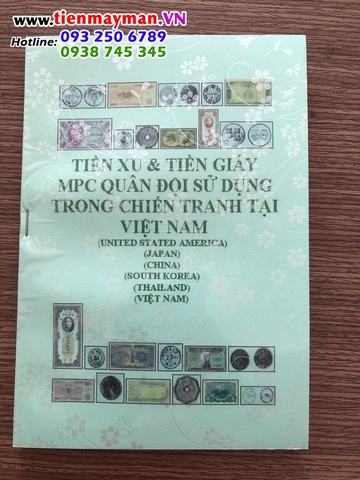 www.tienmayman.VN
Hotline: 093 250 6789
0938 745 345
TIỀN XU & TIỀN GIẤY
MPC QUÂN ĐỘI SỬ DỤNG
TRONG CHIẾN TRANH TẠI
VIỆT NAM
(UNITED STATED AMERICA)
(JAPAN)
(CHINA)
(SOUTH KOREA)
(THAILAND)
(VIỆT NAM)